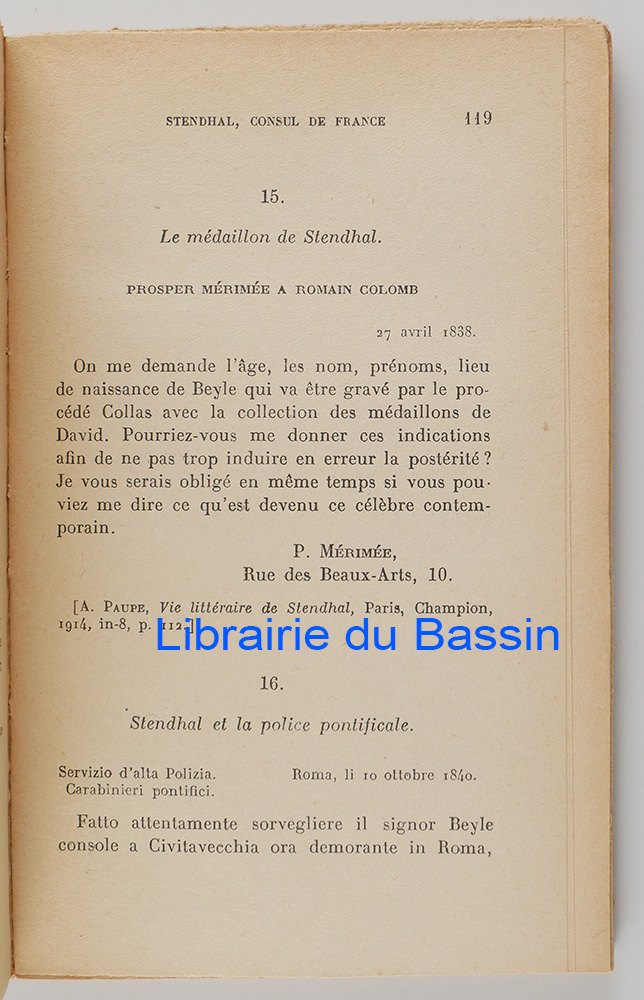 STENDHAL, CONSUL DE FRANCE 119
15.
Le médaillon de Stendhal.
PROSPER MÉRIMÉE A ROMAIN COLOMB
27 avril 1838.
On me demande l'âge, les nom, prénoms, lieu
de naissance de Beyle qui va être gravé par le pro-
cédé Collas avec la collection des médaillons de
David. Pourriez-vous me donner ces indications
afin de ne pas trop induire en erreur la postérité ?
Je vous serais obligé en même temps si vous pou-
viez me dire ce qu'est devenu ce célèbre contem-
porain.
P. MÉRIMÉE,
Rue des Beaux-Arts, 10.
[A. PAUPE, Vie littéraire de Stendhal, Paris, Champion,
1914, in-8, p. 112.]
Librairie du Bassin
16.
Stendhal et la police pontificale.
Servizio d'alta Polizia. Roma, li 10 ottobre 1840.
Carabinieri pontifici.
Fatto attentamente sorvegliere il signor Beyle
console a Civitavecchia ora demorante in Roma,